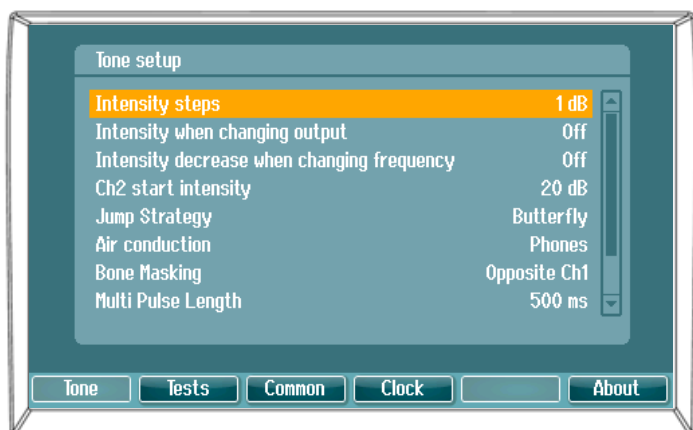 Tone setup
Intensity steps 1 dB
Intensity when changing output Off
Intensity decrease when changing frequency Off
Ch2 start intensity 20 dB
Jump Strategy Butterfly
Air conduction Phones
Bone Masking Opposite Ch1
Multi Pulse Length 500 ms
Tone Tests Common Clock About